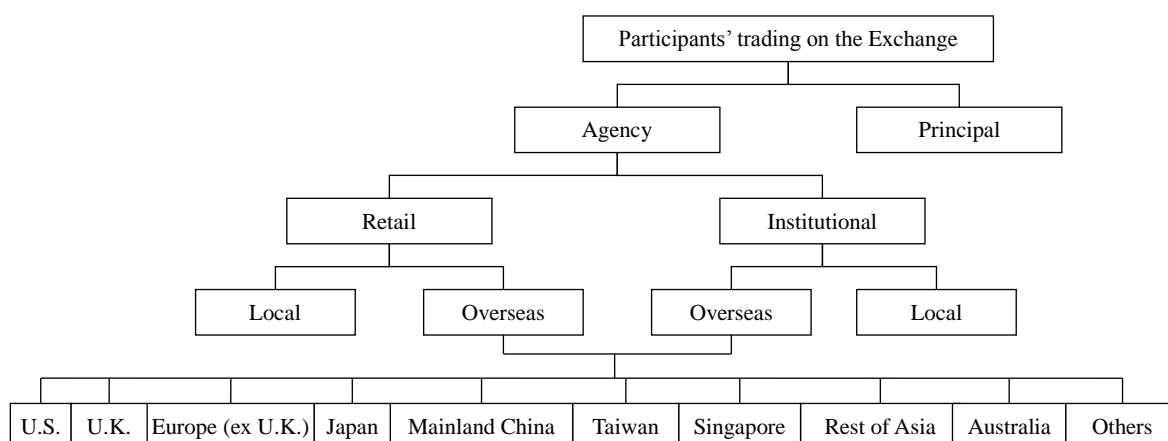 Participants’ trading on the Exchange
Agency
Principal
Retail
Institutional
Local
Overseas
Overseas
Local
U.S.
U.K.
Europe (ex U.K.)
Japan
Mainland China
Taiwan
Singapore
Rest of Asia
Australia
Others